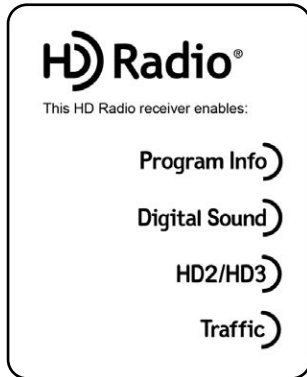 HD Radio®
This HD Radio receiver enables:
Program Info
Digital Sound
HD2/HD3
Traffic